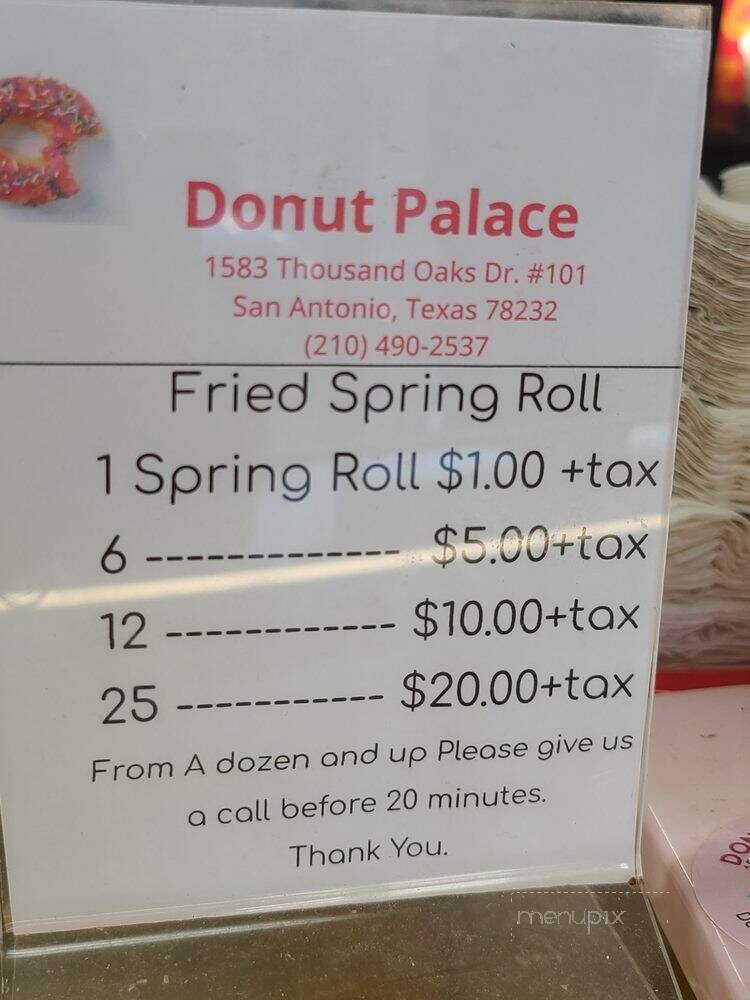 Donut Palace
1583 Thousand Oaks Dr. #101
San Antonio, Texas 78232
(210) 490-2537
Fried Spring Roll
1 Spring Roll $1.00 +tax
6 ------------- $5.00+tax
12 ------------ $10.00+tax
25 ----------- $20.00+tax
From A dozen and up Please give us
a call before 20 minutes.
Thank You.
menupix